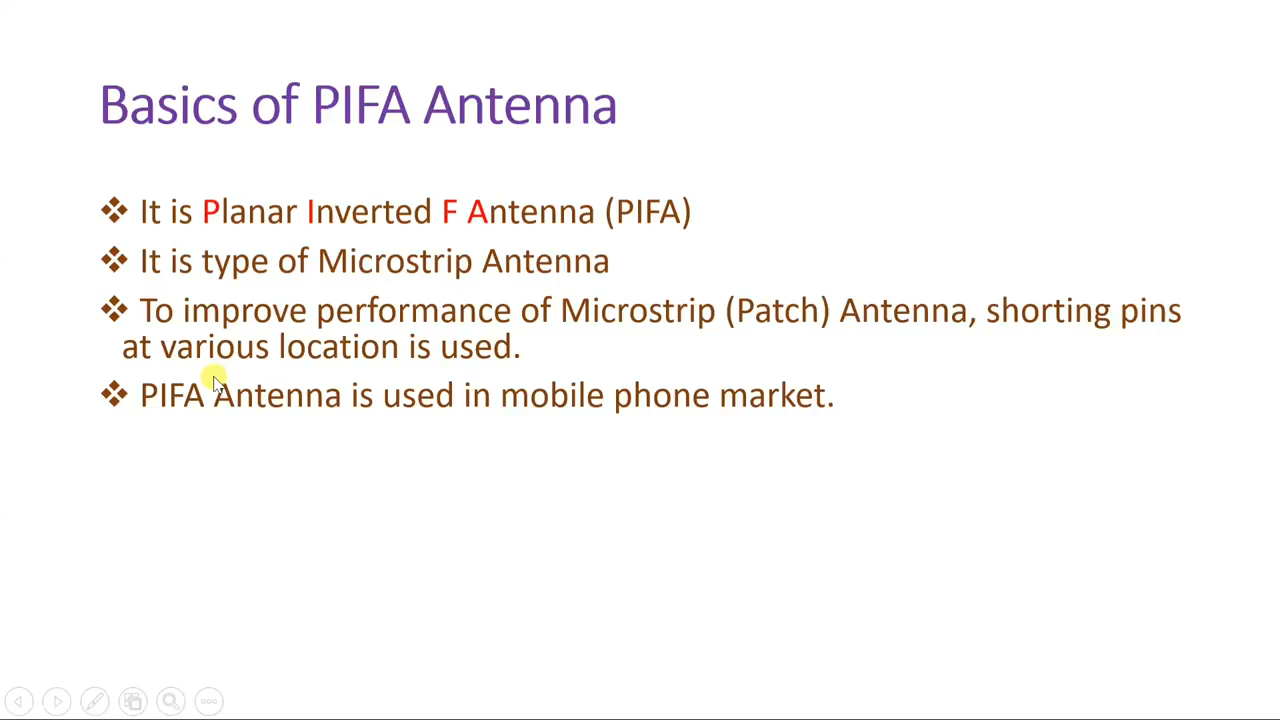 Basics of PIFA Antenna
❖ It is Planar Inverted F Antenna (PIFA)
❖ It is type of Microstrip Antenna
❖ To improve performance of Microstrip (Patch) Antenna, shorting pins
at various location is used.
❖ PIFA Antenna is used in mobile phone market.